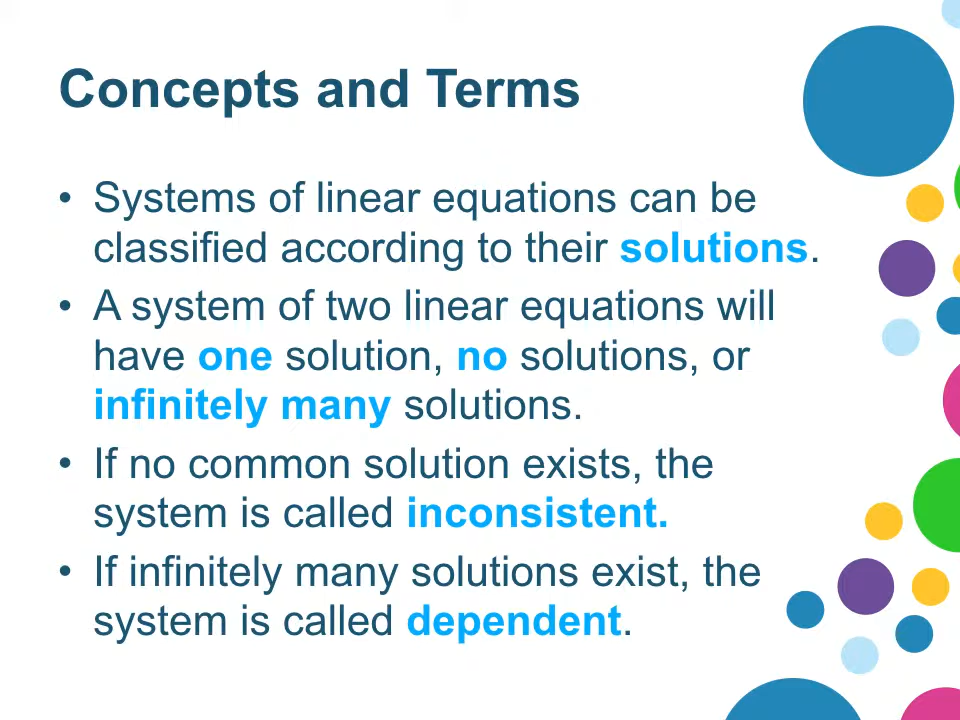 Concepts and Terms
• Systems of linear equations can be
classified according to their solutions.
• A system of two linear equations will
have one solution, no solutions, or
infinitely many solutions.
• If no common solution exists, the
system is called inconsistent.
• If infinitely many solutions exist, the
system is called dependent.